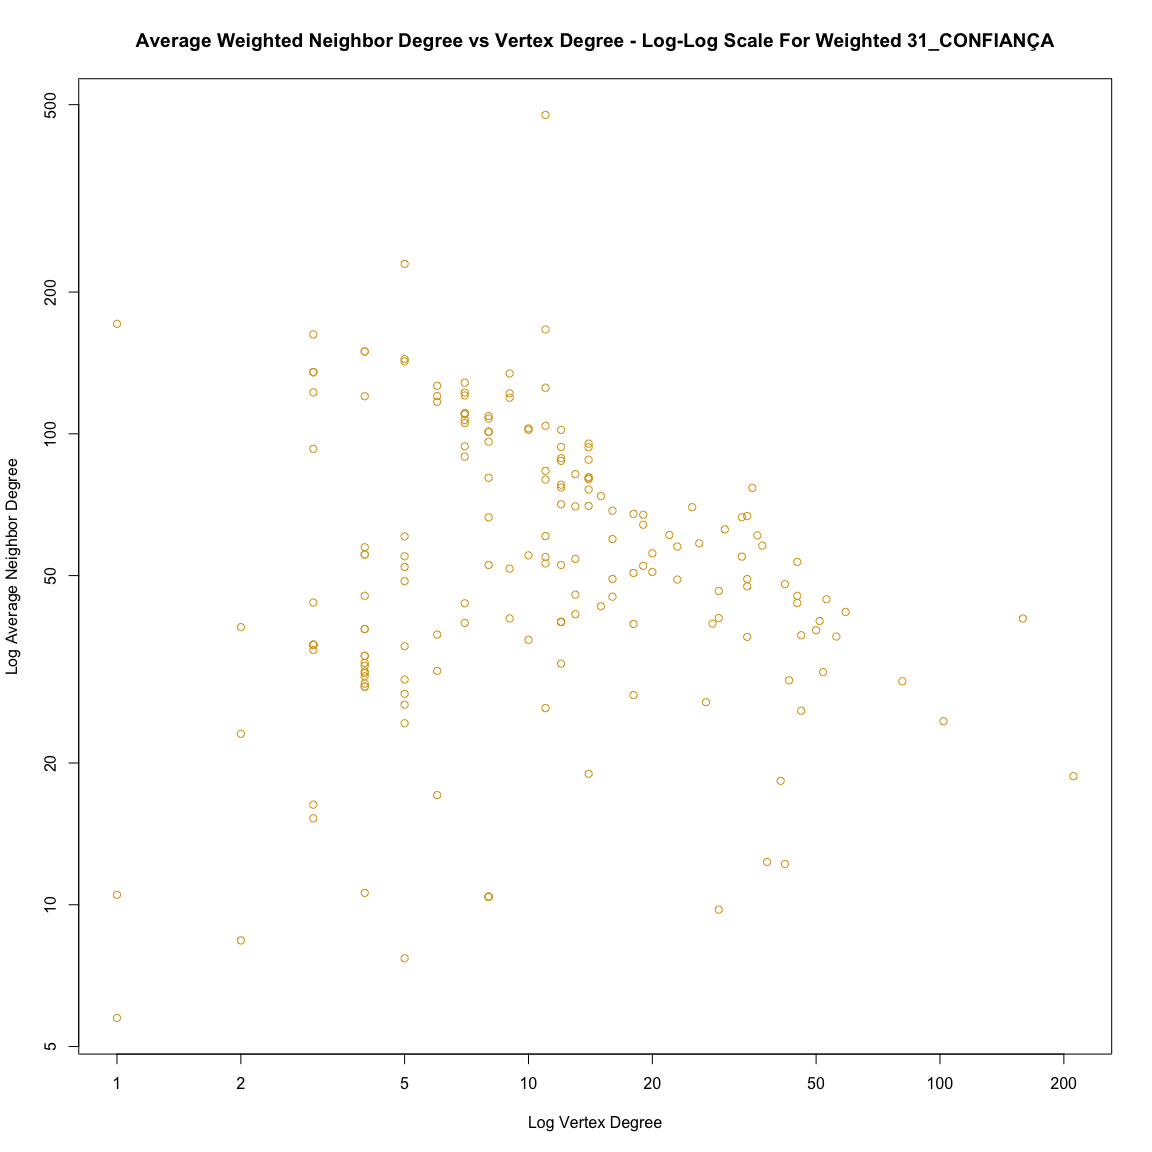 Average Weighted Neighbor Degree vs Vertex Degree - Log-Log Scale For Weighted 31_CONFIANÇA
Log Average Neighbor Degree
500
200
100
50
20
10
5
1 2 5 10 20 50 100 200
Log Vertex Degree